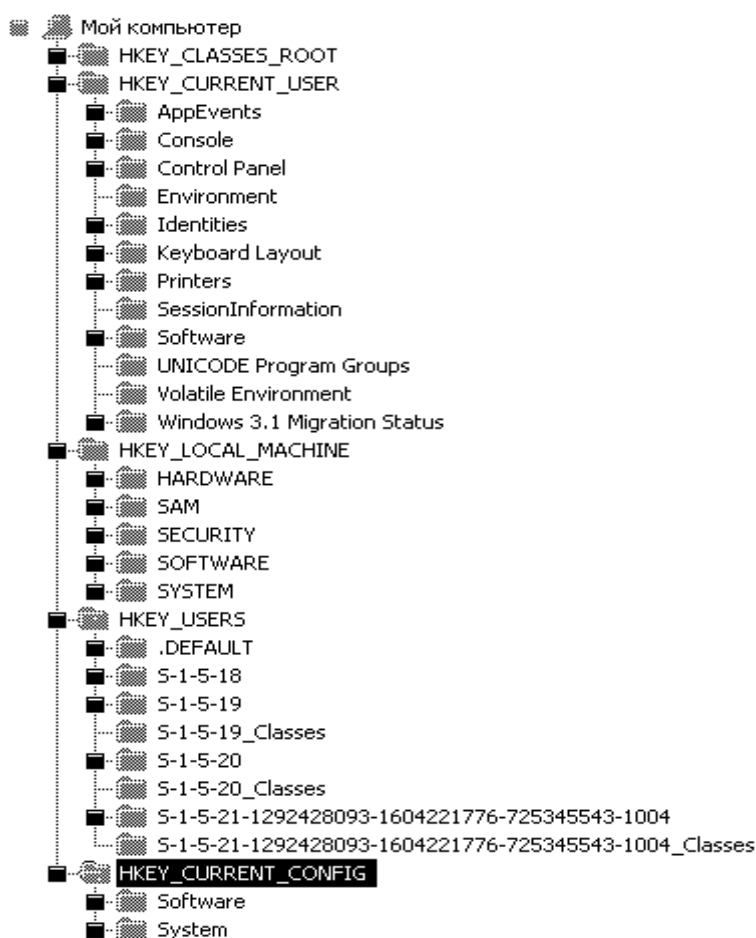 Мой компьютер
HKEY_CLASSES_ROOT
HKEY_CURRENT_USER
AppEvents
Console
Control Panel
Environment
Identities
Keyboard Layout
Printers
SessionInformation
Software
UNICODE Program Groups
Volatile Environment
Windows 3.1 Migration Status
HKEY_LOCAL_MACHINE
HARDWARE
SAM
SECURITY
SOFTWARE
SYSTEM
HKEY_USERS
.DEFAULT
S-1-5-18
S-1-5-19
S-1-5-19_Classes
S-1-5-20
S-1-5-20_Classes
S-1-5-21-1292428093-1604221776-725345543-1004
S-1-5-21-1292428093-1604221776-725345543-1004_Classes
HKEY_CURRENT_CONFIG
Software
System